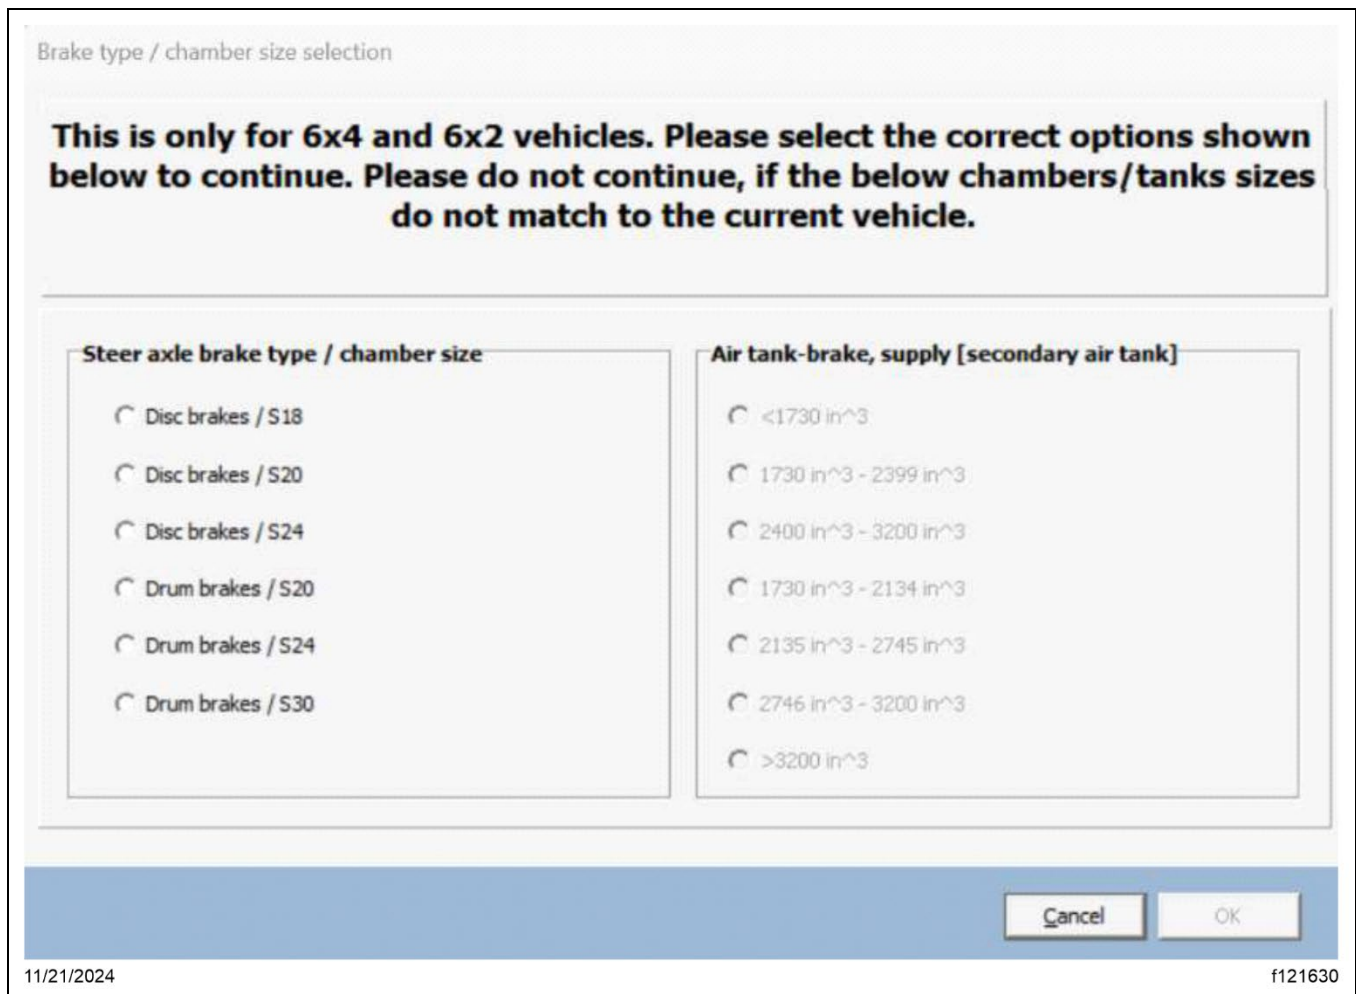 Brake type / chamber size selection
This is only for 6x4 and 6x2 vehicles. Please select the correct options shown
below to continue. Please do not continue, if the below chambers/tanks sizes
do not match to the current vehicle.
Steer axle brake type / chamber size
Disc brakes / S18
Disc brakes / S20
Disc brakes / S24
Drum brakes / S20
Drum brakes / S24
Drum brakes / S30
Air tank-brake, supply [secondary air tank]
<1730 in^3
1730 in^3 - 2399 in^3
2400 in^3 - 3200 in^3
1730 in^3 - 2134 in^3
2135 in^3 - 2745 in^3
2746 in^3 - 3200 in^3
>3200 in^3
Cancel
OK
11/21/2024
f121630